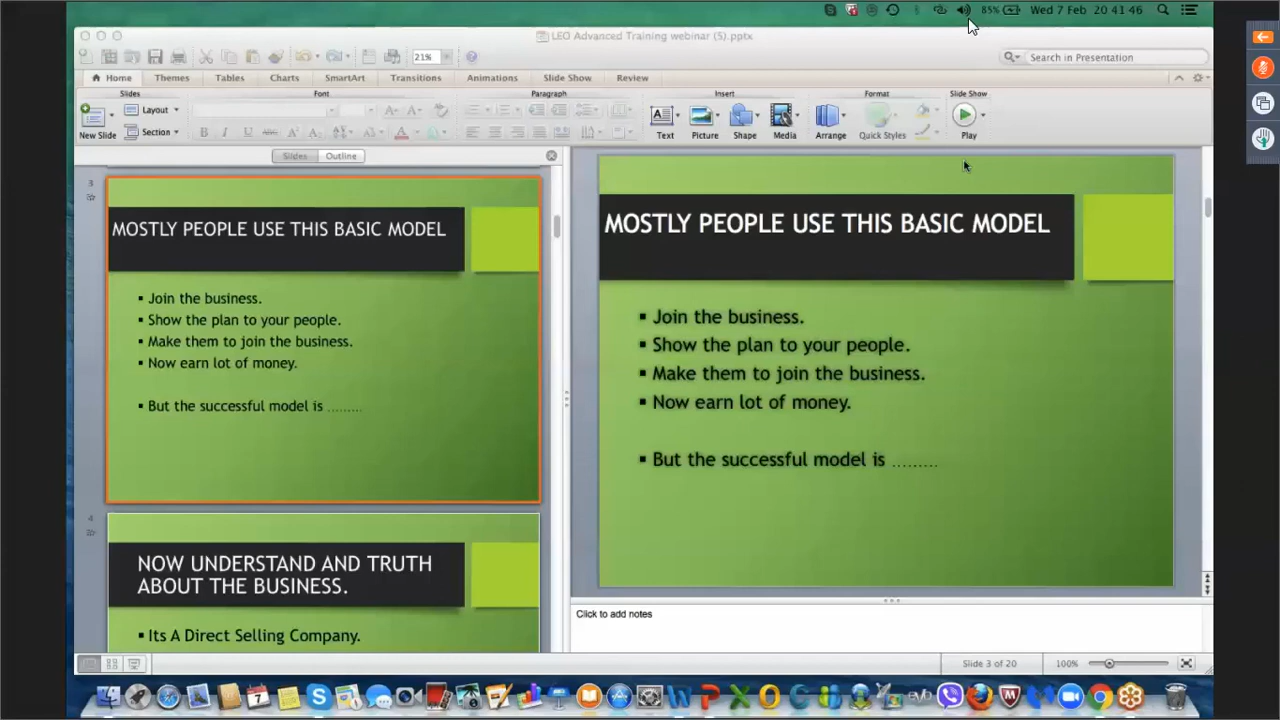 85%
Wed 7 Feb 20 41 46
LEO Advanced Training webinar (5).pptx
21%
Search in Presentation
Home Themes Tables Charts SmartArt Transitions Animations Slide Show Review
Slides Font Paragraph Insert Format Slide Show
Layout
Section
New Slide
B I U
Text Picture Shape Media Arrange Quick Styles Play
Slides Outline
3
MOSTLY PEOPLE USE THIS BASIC MODEL
▪ Join the business.
▪ Show the plan to your people.
▪ Make them to join the business.
▪ Now earn lot of money.
▪ But the successful model is ........
4
NOW UNDERSTAND AND TRUTH
ABOUT THE BUSINESS.
▪ Its A Direct Selling Company.
MOSTLY PEOPLE USE THIS BASIC MODEL
▪ Join the business.
▪ Show the plan to your people.
▪ Make them to join the business.
▪ Now earn lot of money.
▪ But the successful model is ........
Click to add notes
Slide 3 of 20
100%